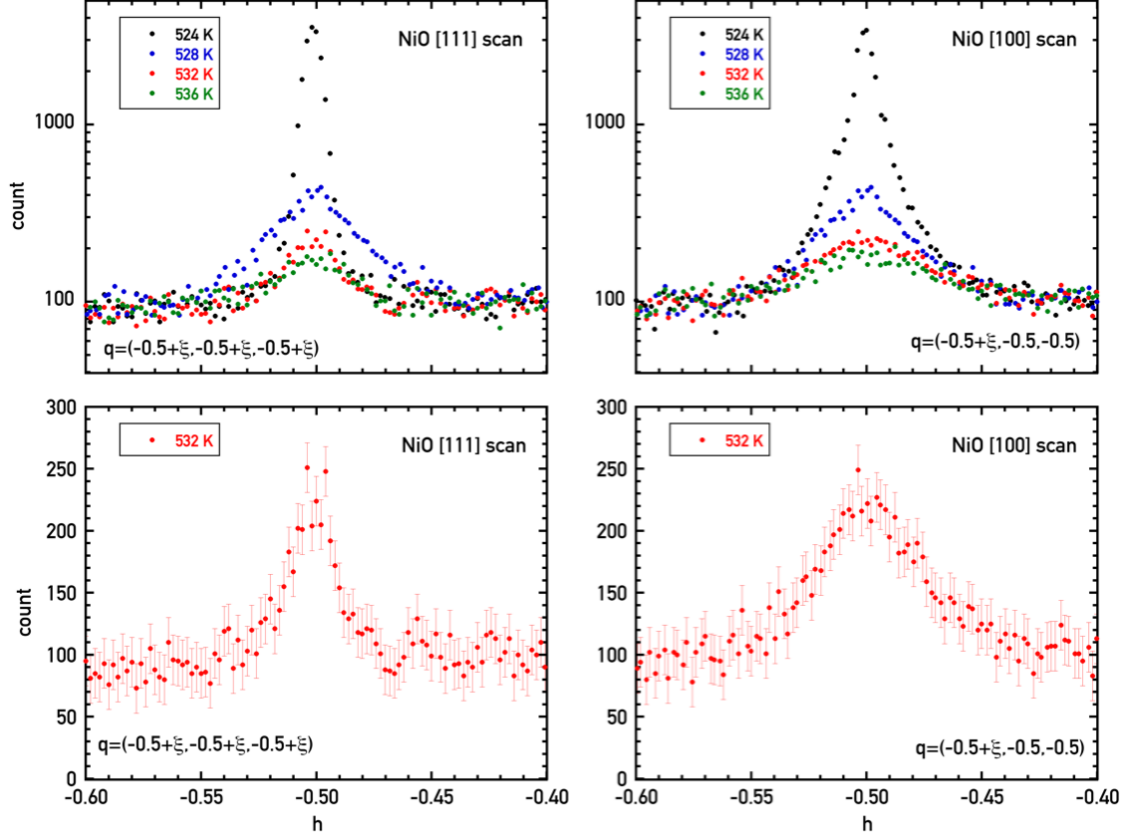 NiO [111] scan
524 K
528 K
532 K
536 K
1000
100
count
q=(-0.5+ξ,-0.5+ξ,-0.5+ξ)
NiO [100] scan
524 K
528 K
532 K
536 K
1000
100
q=(-0.5+ξ,-0.5,-0.5)
NiO [111] scan
532 K
300
250
200
150
100
50
0
count
q=(-0.5+ξ,-0.5+ξ,-0.5+ξ)
-0.60
-0.55
-0.50
-0.45
-0.40
h
NiO [100] scan
532 K
300
250
200
150
100
50
0
q=(-0.5+ξ,-0.5,-0.5)
-0.60
-0.55
-0.50
-0.45
-0.40
h